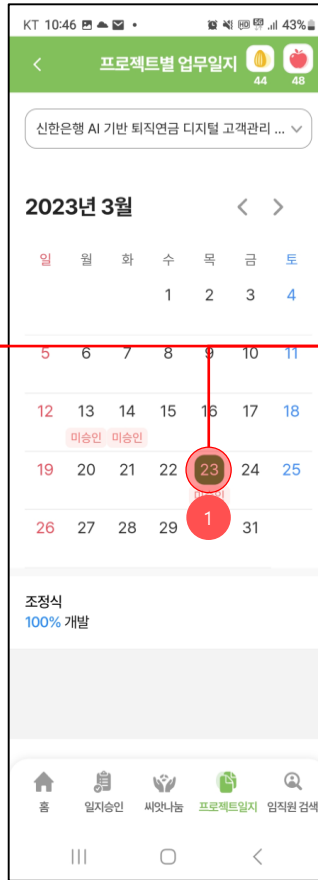 KT 10:46 43%
프로젝트별 업무일지
44 48
신한은행 AI 기반 퇴직연금 디지털 고객관리 ...
2023년 3월
일 월 화 수 목 금 토
1 2 3 4
5 6 7 8 9 10 11
12 13 14 15 16 17 18
미승인 미승인
19 20 21 22 23 24 25
26 27 28 29 1 31
조정식
100% 개발
홈 일지승인 씨앗나눔 프로젝트일지 임직원 검색